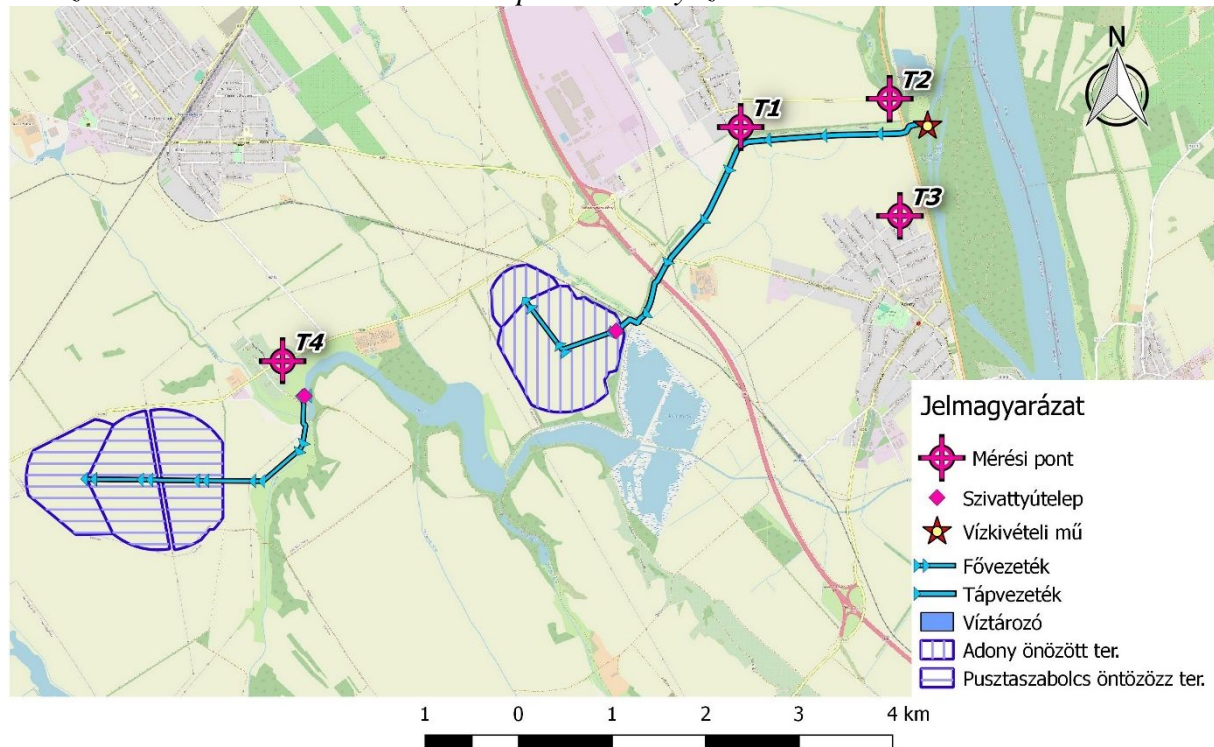 N
T2
T1
T3
T4
Jelmagyarázat
Mérési pont
Szivattyútelep
Vízkivételi mű
Fővezeték
Tápvezeték
Víztározó
Adony önözött ter.
Pusztaszabolcs öntözözz ter.
1 0 1 2 3 4 km